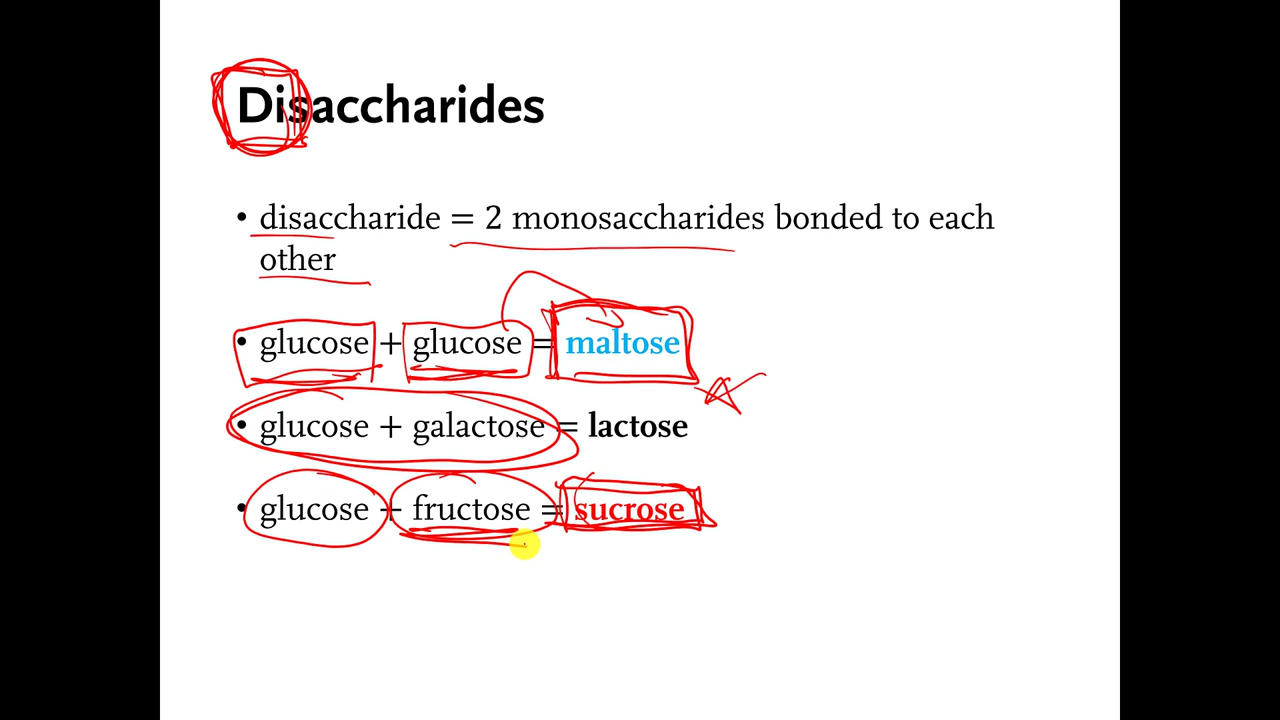 Disaccharides
• disaccharide = 2 monosaccharides bonded to each
other
• glucose + glucose = maltose
• glucose + galactose = lactose
• glucose + fructose = sucrose